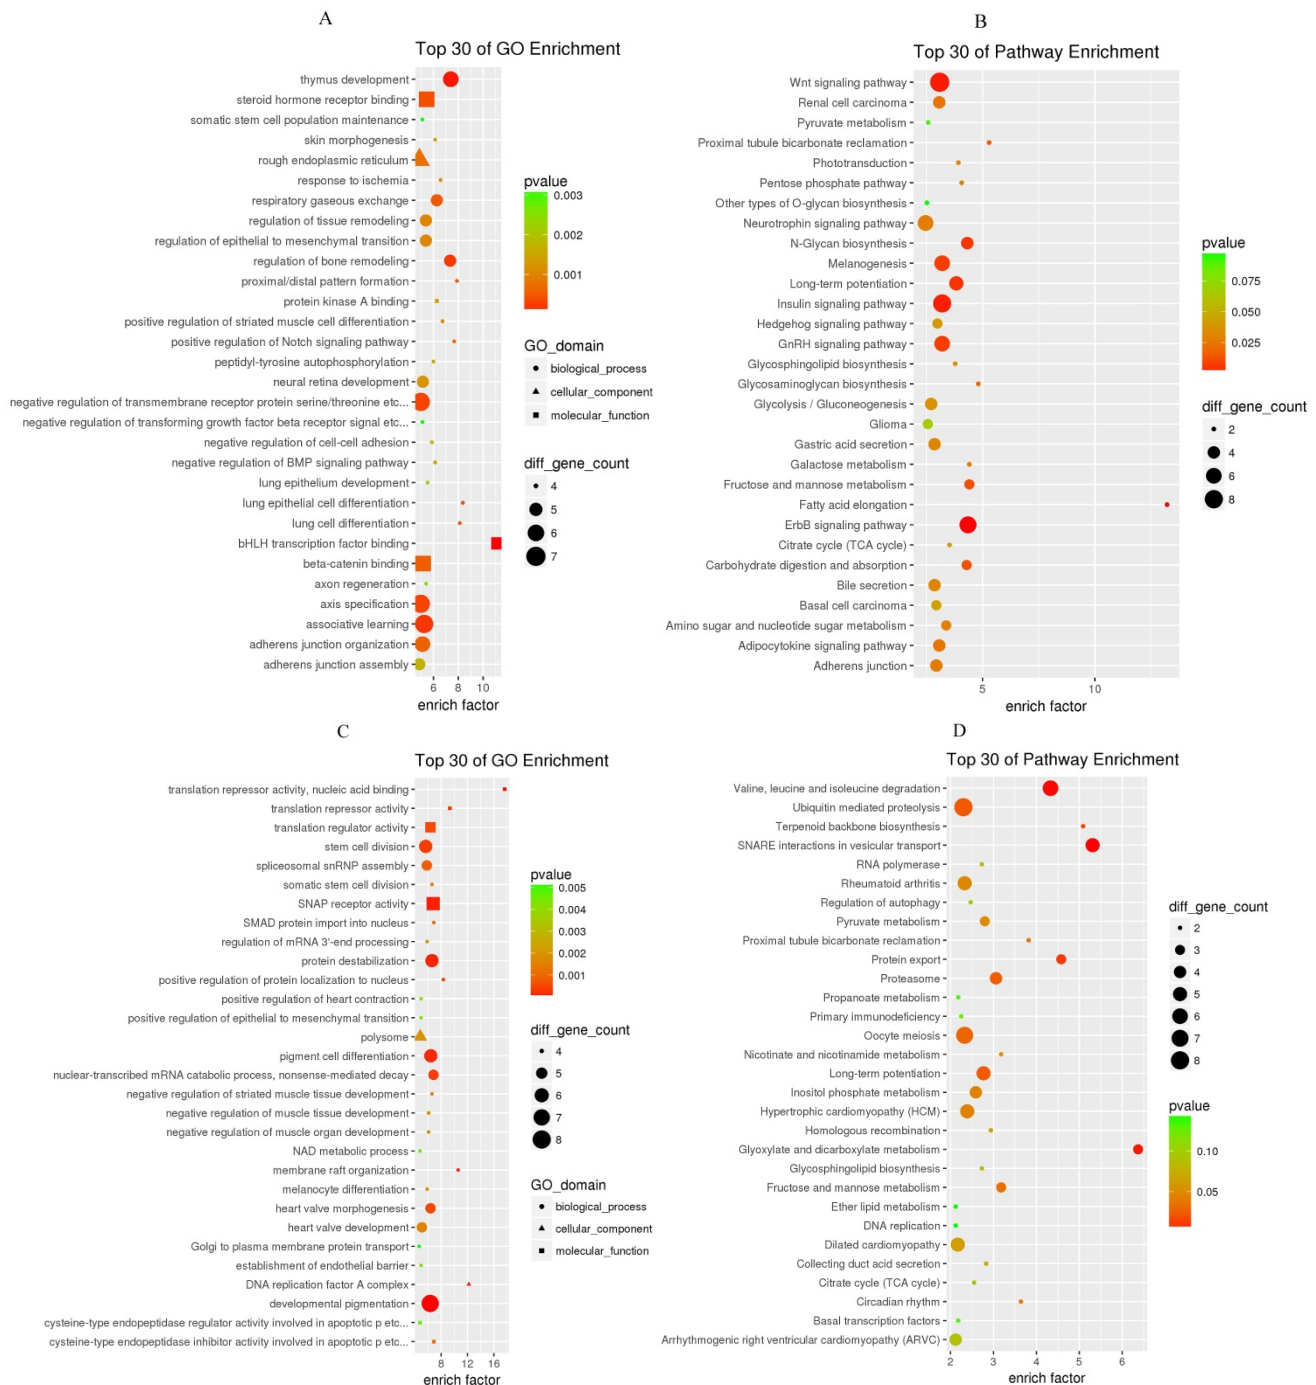 A
Top 30 of GO Enrichment
thymus development
steroid hormone receptor binding
somatic stem cell population maintenance
skin morphogenesis
rough endoplasmic reticulum
response to ischemia
respiratory gaseous exchange
regulation of tissue remodeling
regulation of epithelial to mesenchymal transition
regulation of bone remodeling
proximal/distal pattern formation
protein kinase A binding
positive regulation of striated muscle cell differentiation
positive regulation of Notch signaling pathway
peptidyl-tyrosine autophosphorylation
neural retina development
negative regulation of transmembrane receptor protein serine/threonine etc...
negative regulation of transforming growth factor beta receptor signal etc...
negative regulation of cell-cell adhesion
negative regulation of BMP signaling pathway
lung epithelium development
lung epithelial cell differentiation
lung cell differentiation
bHLH transcription factor binding
beta-catenin binding
axon regeneration
axis specification
associative learning
adherens junction organization
adherens junction assembly
6 8 10
enrich factor
pvalue
0.003
0.002
0.001
GO_domain
biological_process
cellular_component
molecular_function
diff_gene_count
4
5
6
7
B
Top 30 of Pathway Enrichment
Wnt signaling pathway
Renal cell carcinoma
Pyruvate metabolism
Proximal tubule bicarbonate reclamation
Phototransduction
Pentose phosphate pathway
Other types of O-glycan biosynthesis
Neurotrophin signaling pathway
N-Glycan biosynthesis
Melanogenesis
Long-term potentiation
Insulin signaling pathway
Hedgehog signaling pathway
GnRH signaling pathway
Glycosphingolipid biosynthesis
Glycosaminoglycan biosynthesis
Glycolysis / Gluconeogenesis
Glioma
Gastric acid secretion
Galactose metabolism
Fructose and mannose metabolism
Fatty acid elongation
ErbB signaling pathway
Citrate cycle (TCA cycle)
Carbohydrate digestion and absorption
Bile secretion
Basal cell carcinoma
Amino sugar and nucleotide sugar metabolism
Adipocytokine signaling pathway
Adherens junction
5 10
enrich factor
pvalue
0.075
0.050
0.025
diff_gene_count
2
4
6
8
C
Top 30 of GO Enrichment
translation repressor activity, nucleic acid binding
translation repressor activity
translation regulator activity
stem cell division
spliceosomal snRNP assembly
somatic stem cell division
SNAP receptor activity
SMAD protein import into nucleus
regulation of mRNA 3'-end processing
protein destabilization
positive regulation of protein localization to nucleus
positive regulation of heart contraction
positive regulation of epithelial to mesenchymal transition
polysome
pigment cell differentiation
nuclear-transcribed mRNA catabolic process, nonsense-mediated decay
negative regulation of striated muscle tissue development
negative regulation of muscle tissue development
negative regulation of muscle organ development
NAD metabolic process
membrane raft organization
melanocyte differentiation
heart valve morphogenesis
heart valve development
Golgi to plasma membrane protein transport
establishment of endothelial barrier
DNA replication factor A complex
developmental pigmentation
cysteine-type endopeptidase regulator activity involved in apoptotic p etc...
cysteine-type endopeptidase inhibitor activity involved in apoptotic p etc...
8 12 16
enrich factor
pvalue
0.005
0.004
0.003
0.002
0.001
diff_gene_count
4
5
6
7
8
GO_domain
biological_process
cellular_component
molecular_function
D
Top 30 of Pathway Enrichment
Valine, leucine and isoleucine degradation
Ubiquitin mediated proteolysis
Terpenoid backbone biosynthesis
SNARE interactions in vesicular transport
RNA polymerase
Rheumatoid arthritis
Regulation of autophagy
Pyruvate metabolism
Proximal tubule bicarbonate reclamation
Protein export
Proteasome
Propanoate metabolism
Primary immunodeficiency
Oocyte meiosis
Nicotinate and nicotinamide metabolism
Long-term potentiation
Inositol phosphate metabolism
Hypertrophic cardiomyopathy (HCM)
Homologous recombination
Glyoxylate and dicarboxylate metabolism
Glycosphingolipid biosynthesis
Fructose and mannose metabolism
Ether lipid metabolism
DNA replication
Dilated cardiomyopathy
Collecting duct acid secretion
Citrate cycle (TCA cycle)
Circadian rhythm
Basal transcription factors
Arrhythmogenic right ventricular cardiomyopathy (ARVC)
2 3 4 5 6
enrich factor
diff_gene_count
2
3
4
5
6
7
8
pvalue
0.10
0.05